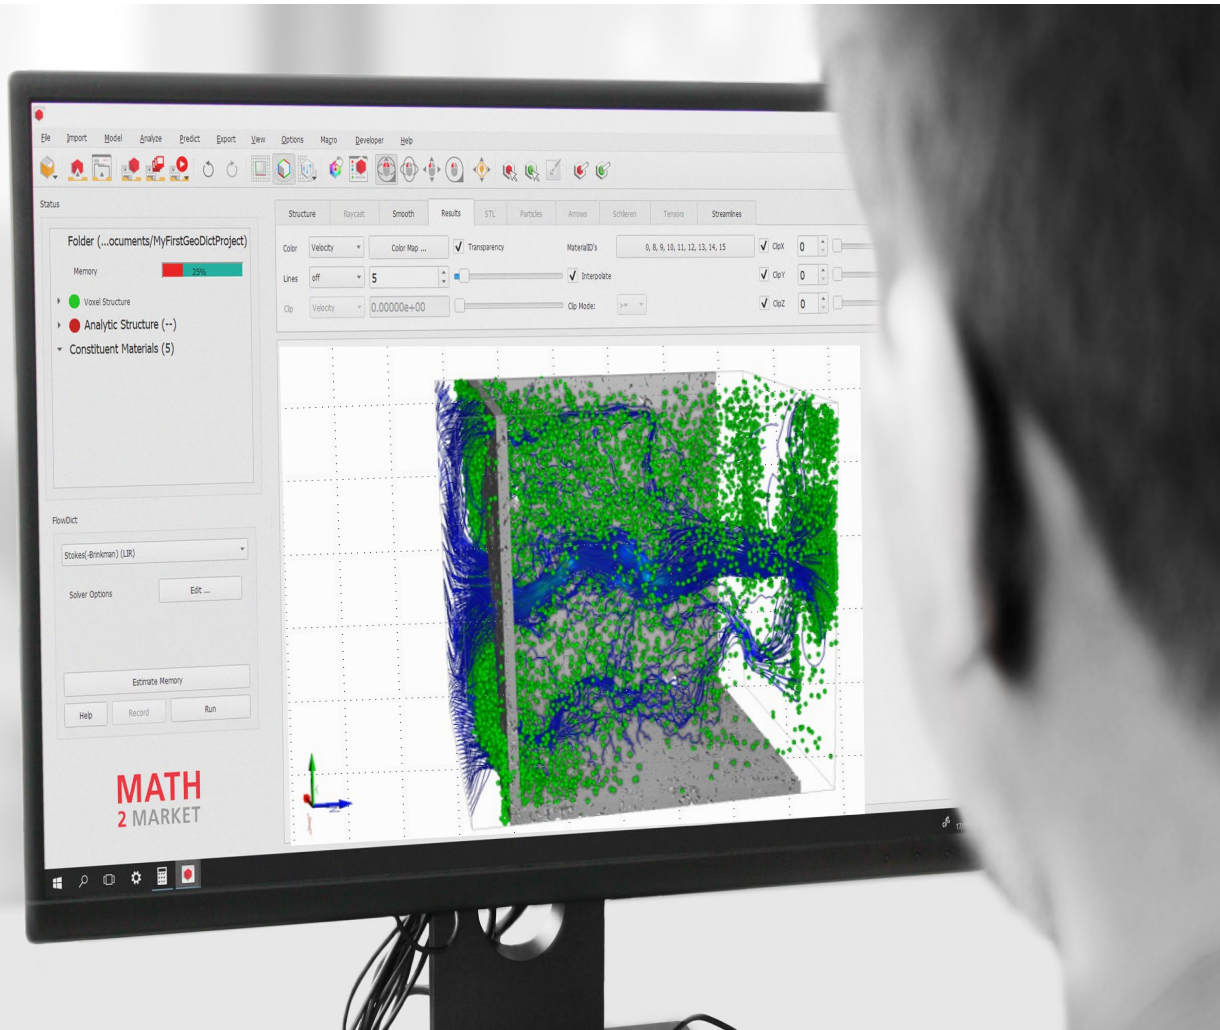 File Import Model Analyze Predict Export View Options Macro Developer Help
Status
Folder (...ocuments/MyFirstGeoDictProject)
Memory 25%
Voxel Structure
Analytic Structure (--)
Constituent Materials (5)
Structure Raycast Smooth Results STL Particles Arrows Schlieren Tensors Streamlines
Color Velocity Color Map ... Transparency MaterialID's 0, 8, 9, 10, 11, 12, 13, 14, 15 ClipX 0
Lines off 5 Interpolate ClipY 0
Clip Velocity 0.00000e+00 Clip Mode: >= ClipZ 0
FlowDict
Stokes(-Brinkman) (LIR)
Solver Options Edit ...
Estimate Memory
Help Record Run
MATH
2 MARKET